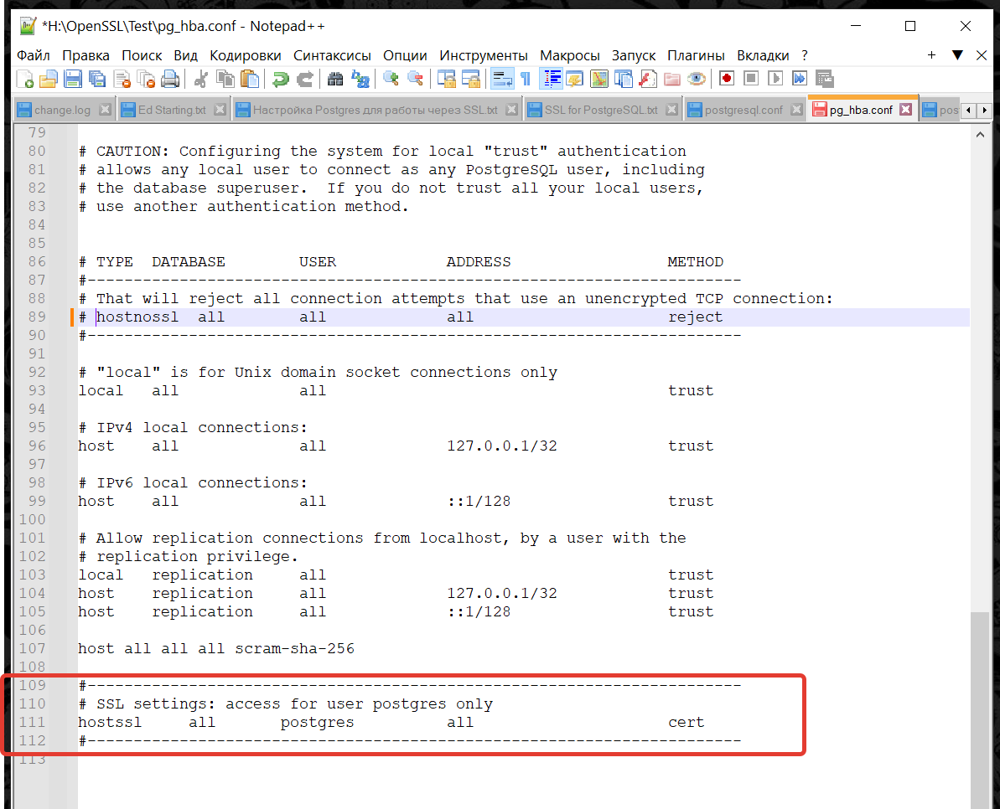 *H:\OpenSSL\Test\pg_hba.conf - Notepad++
Файл Правка Поиск Вид Кодировки Синтаксисы Опции Инструменты Макросы Запуск Плагины Вкладки ? + ▼ X
change.log Ed Starting.txt Настройка Postgres для работы через SSL.txt SSL for PostgreSQL.txt postgresql.conf pg_hba.conf pos
79
80 # CAUTION: Configuring the system for local "trust" authentication
81 # allows any local user to connect as any PostgreSQL user, including
82 # the database superuser.  If you do not trust all your local users,
83 # use another authentication method.
84
85
86 # TYPE  DATABASE        USER            ADDRESS                 METHOD
87 #-----------------------------------------------------------------------
88 # That will reject all connection attempts that use an unencrypted TCP connection:
89 # hostnossl  all        all             all                     reject
90 #-----------------------------------------------------------------------
91
92 # "local" is for Unix domain socket connections only
93 local   all             all                                     trust
94
95 # IPv4 local connections:
96 host    all             all             127.0.0.1/32            trust
97
98 # IPv6 local connections:
99 host    all             all             ::1/128                 trust
100
101 # Allow replication connections from localhost, by a user with the
102 # replication privilege.
103 local   replication     all                                     trust
104 host    replication     all             127.0.0.1/32            trust
105 host    replication     all             ::1/128                 trust
106
107 host all all all scram-sha-256
108
109 #-----------------------------------------------------------------------
110 # SSL settings: access for user postgres only
111 hostssl     all       postgres          all                     cert
112 #-----------------------------------------------------------------------
113